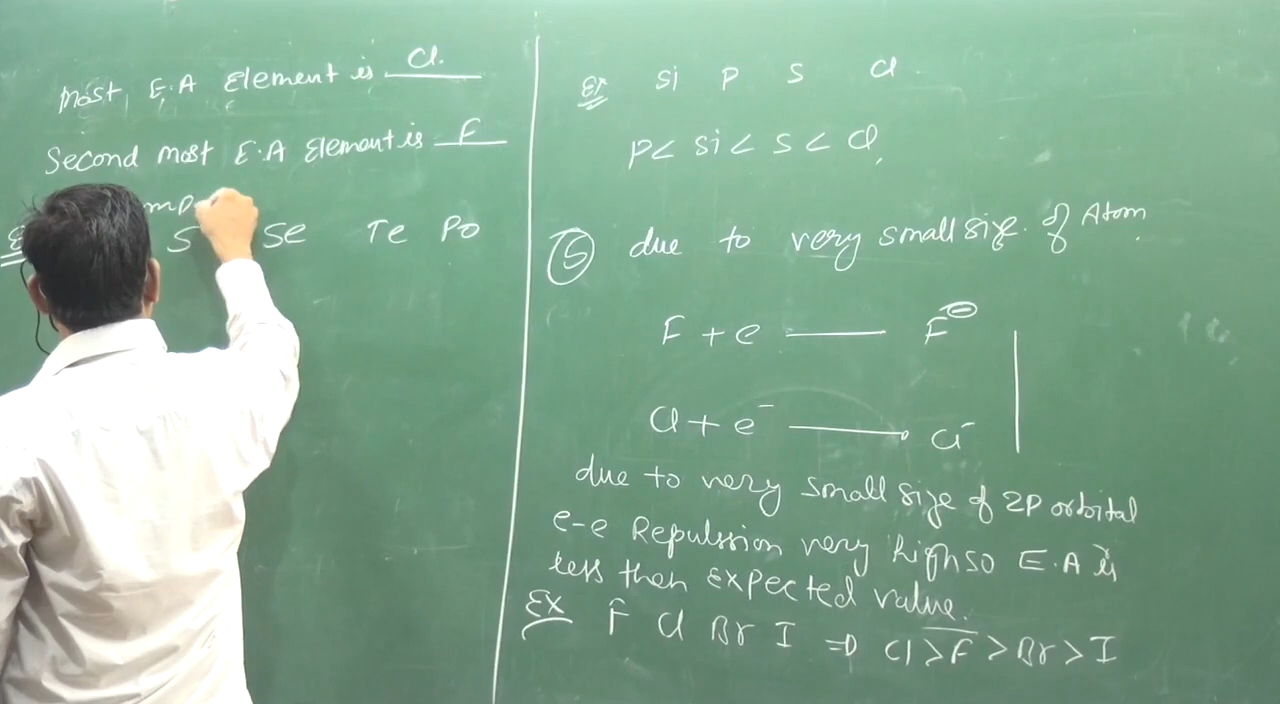 Most E.A Element is Cl.
Second most E.A Element is F
S Se Te Po
Ex Si P S Cl
P < Si < S < Cl,
5 due to very small size. of Atom.
F + e F⊖
Cl + e⁻ → Cl⁻
due to very small size of 2P orbital
e-e Repulssion very high so E.A is
less then expected value.
Ex F Cl Br I ⇒ Cl > F > Br > I